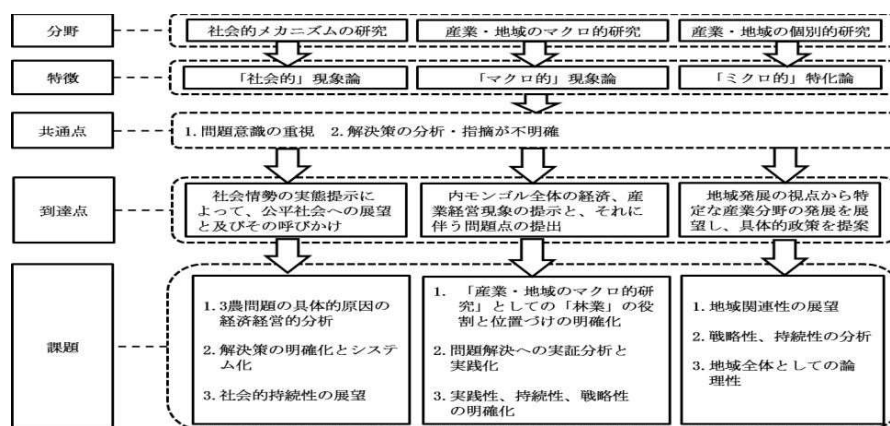 分野
社会的メカニズムの研究
産業・地域のマクロ的研究
産業・地域の個別的研究
特徴
「社会的」現象論
「マクロ的」現象論
「ミクロ的」特化論
共通点
1. 問題意識の重視 2. 解決策の分析・指摘が不明確
到達点
社会情勢の実態提示に
よって、公平社会への展望
と及びその呼びかけ
内モンゴル全体の経済、産
業経営現象の提示と、それに
伴う問題点の提出
地域発展の視点から特
定な産業分野の発展を展
望し、具体的政策を提案
課題
1. 3農問題の具体的原因の
経済経営的分析
2. 解決策の明確化とシステ
ム化
3. 社会的持続性の展望
1. 「産業・地域のマクロ的研
究」としての「林業」の役
割と位置づけの明確化
2. 問題解決への実証分析と
実践化
3. 実践性、持続性、戦略性
の明確化
1. 地域関連性の展望
2. 戦略性、持続性の分析
3. 地域全体としての論
理性